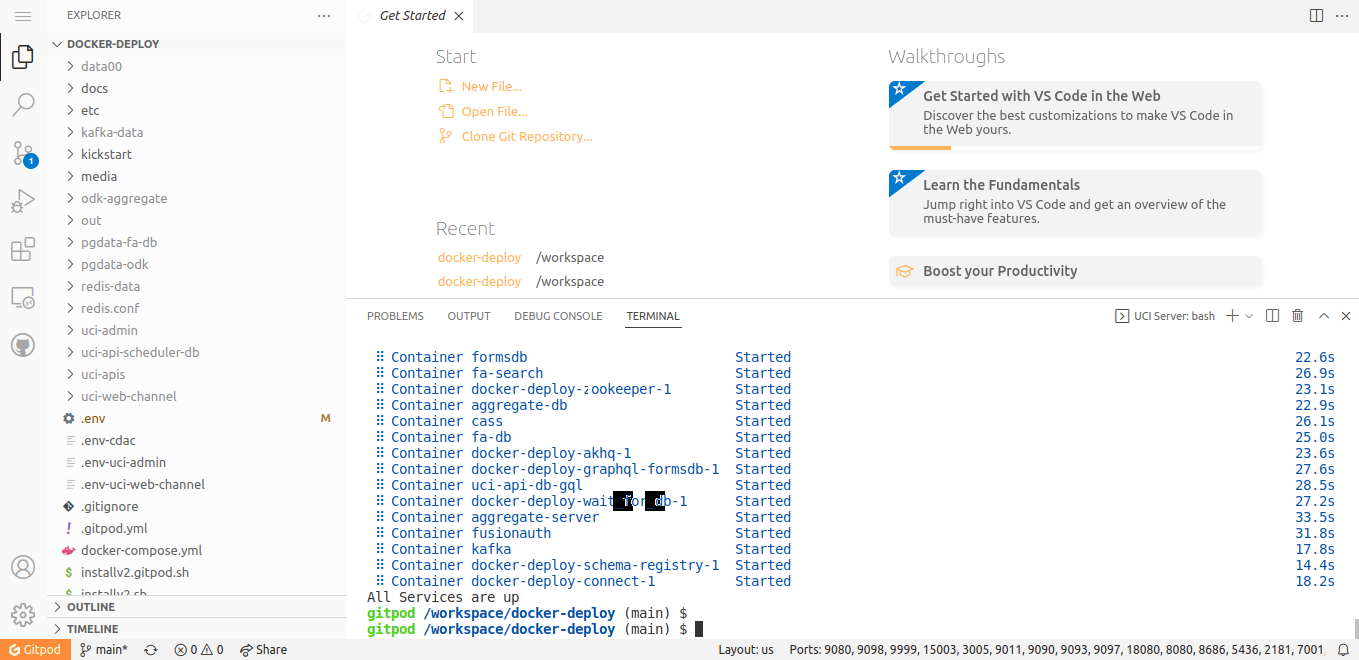 EXPLORER
···
DOCKER-DEPLOY
data00
docs
etc
kafka-data
kickstart
media
odk-aggregate
out
pgdata-fa-db
pgdata-odk
redis-data
redis.conf
uci-admin
uci-api-scheduler-db
uci-apis
uci-web-channel
.env M
.env-cdac
.env-uci-admin
.env-uci-web-channel
.gitignore
! .gitpod.yml
docker-compose.yml
$ installv2.gitpod.sh
$ installv2.sh
OUTLINE
TIMELINE
1
Get Started
Start
New File...
Open File...
Clone Git Repository...
Recent
docker-deploy /workspace
docker-deploy /workspace
Walkthroughs
Get Started with VS Code in the Web
Discover the best customizations to make VS Code in
the Web yours.
Learn the Fundamentals
Jump right into VS Code and get an overview of the
must-have features.
Boost your Productivity
PROBLEMS OUTPUT DEBUG CONSOLE TERMINAL
UCI Server: bash
⠿ Container formsdb Started 22.6s
⠿ Container fa-search Started 26.9s
⠿ Container docker-deploy-zookeeper-1 Started 23.1s
⠿ Container aggregate-db Started 22.9s
⠿ Container cass Started 26.1s
⠿ Container fa-db Started 25.0s
⠿ Container docker-deploy-akhq-1 Started 23.6s
⠿ Container docker-deploy-graphql-formsdb-1 Started 27.6s
⠿ Container uci-api-db-gql Started 28.5s
⠿ Container docker-deploy-wait_for_db-1 Started 27.2s
⠿ Container aggregate-server Started 33.5s
⠿ Container fusionauth Started 31.8s
⠿ Container kafka Started 17.8s
⠿ Container docker-deploy-schema-registry-1 Started 14.4s
⠿ Container docker-deploy-connect-1 Started 18.2s
All Services are up
gitpod /workspace/docker-deploy (main) $
gitpod /workspace/docker-deploy (main) $
Gitpod main* 0 0 Share Layout: us Ports: 9080, 9098, 9999, 15003, 3005, 9011, 9090, 9093, 9097, 18080, 8080, 8686, 5436, 2181, 7001,